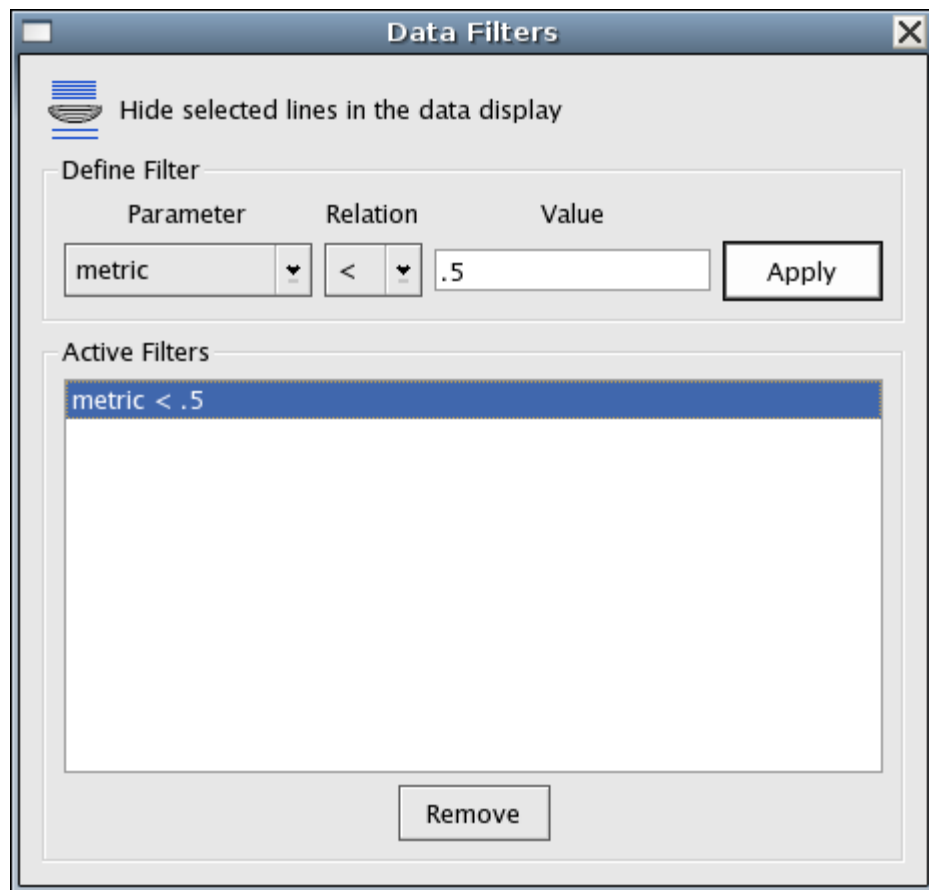 Data Filters
Hide selected lines in the data display
Define Filter
Parameter Relation Value
metric < .5 Apply
Active Filters
metric < .5
Remove